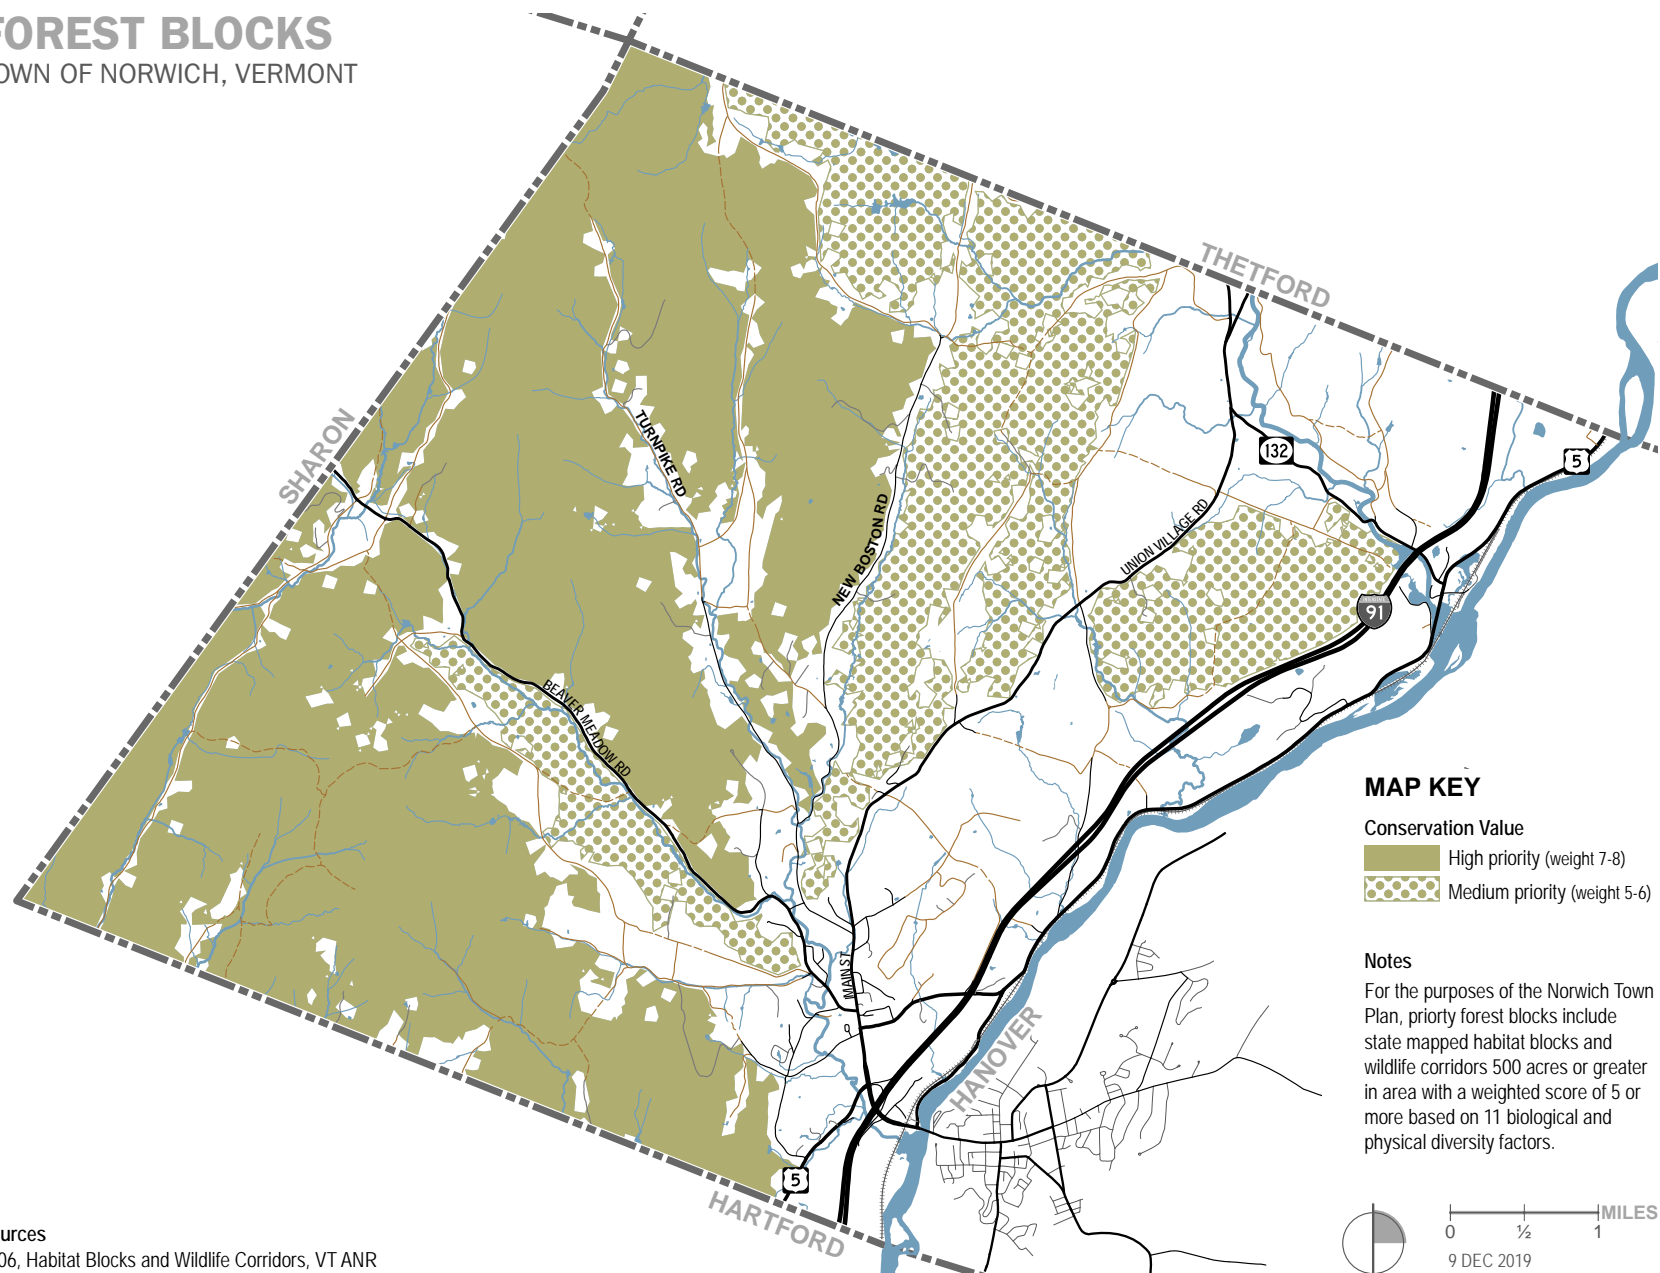 FOREST BLOCKS
TOWN OF NORWICH, VERMONT
THETFORD
SHARON
132
5
TURNPIKE RD
NEW BOSTON RD
UNION VILLAGE RD
INTERSTATE
91
BEAVER MEADOW RD
MAIN ST
HANOVER
5
HARTFORD
MAP KEY
Conservation Value
High priority (weight 7-8)
Medium priority (weight 5-6)
Notes
For the purposes of the Norwich Town
Plan, priorty forest blocks include
state mapped habitat blocks and
wildlife corridors 500 acres or greater
in area with a weighted score of 5 or
more based on 11 biological and
physical diversity factors.
0 ½ 1 MILES
9 DEC 2019
urces
06, Habitat Blocks and Wildlife Corridors, VT ANR